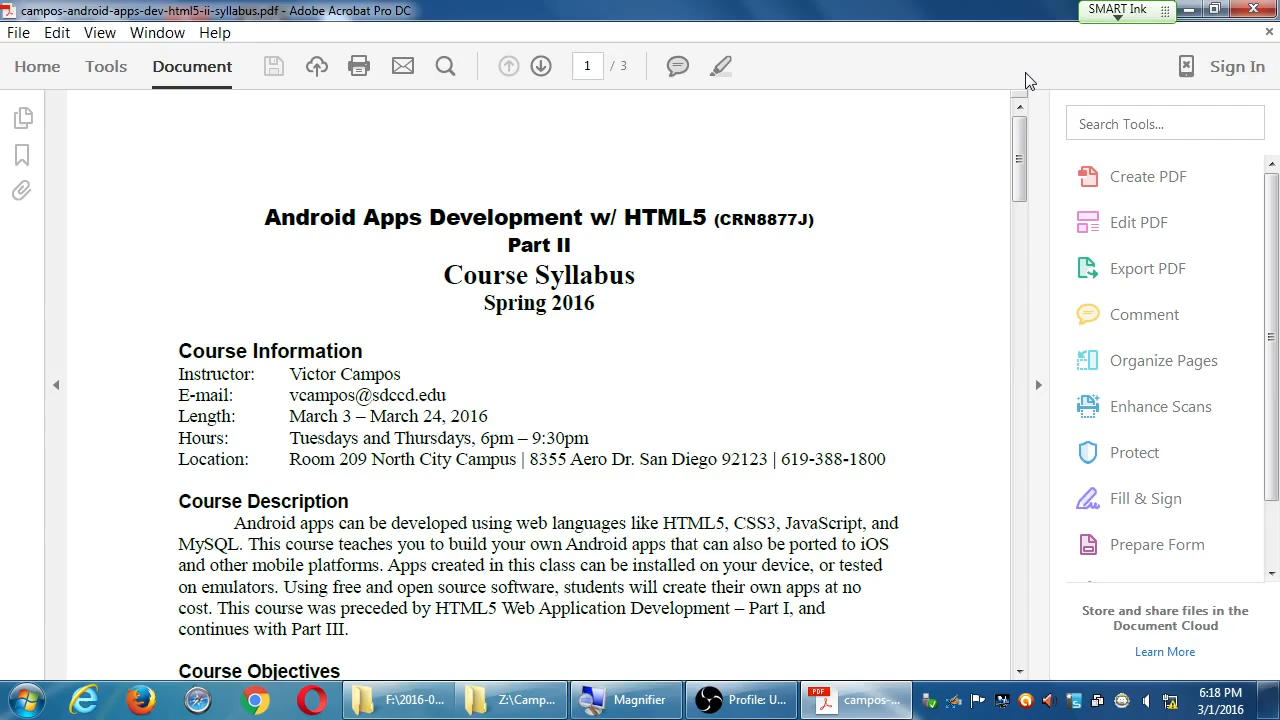 campos-android-apps-dev-html5-ii-syllabus.pdf - Adobe Acrobat Pro DC
SMART Ink
File Edit View Window Help
Home Tools Document 1 / 3 Sign In
Search Tools...
Create PDF
Edit PDF
Export PDF
Comment
Organize Pages
Enhance Scans
Protect
Fill & Sign
Prepare Form
Store and share files in the
Document Cloud
Learn More
Android Apps Development w/ HTML5 (CRN8877J)
Part II
Course Syllabus
Spring 2016
Course Information
Instructor: Victor Campos
E-mail: vcampos@sdccd.edu
Length: March 3 – March 24, 2016
Hours: Tuesdays and Thursdays, 6pm – 9:30pm
Location: Room 209 North City Campus | 8355 Aero Dr. San Diego 92123 | 619-388-1800
Course Description
Android apps can be developed using web languages like HTML5, CSS3, JavaScript, and
MySQL. This course teaches you to build your own Android apps that can also be ported to iOS
and other mobile platforms. Apps created in this class can be installed on your device, or tested
on emulators. Using free and open source software, students will create their own apps at no
cost. This course was preceded by HTML5 Web Application Development – Part I, and
continues with Part III.
Course Objectives
F:\2016-0... Z:\Camp... Magnifier Profile: U... PDF campos-... 6:18 PM
3/1/2016